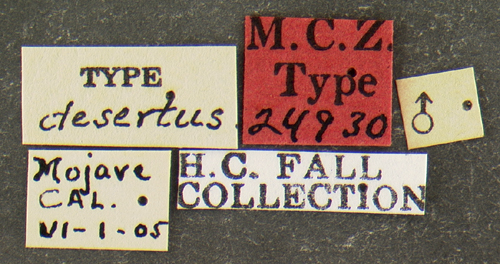 TYPE
desertus.
M.C.Z.
Type
24930
♂
Mojave
CAL.
VI-1-05
H.C. FALL
COLLECTION